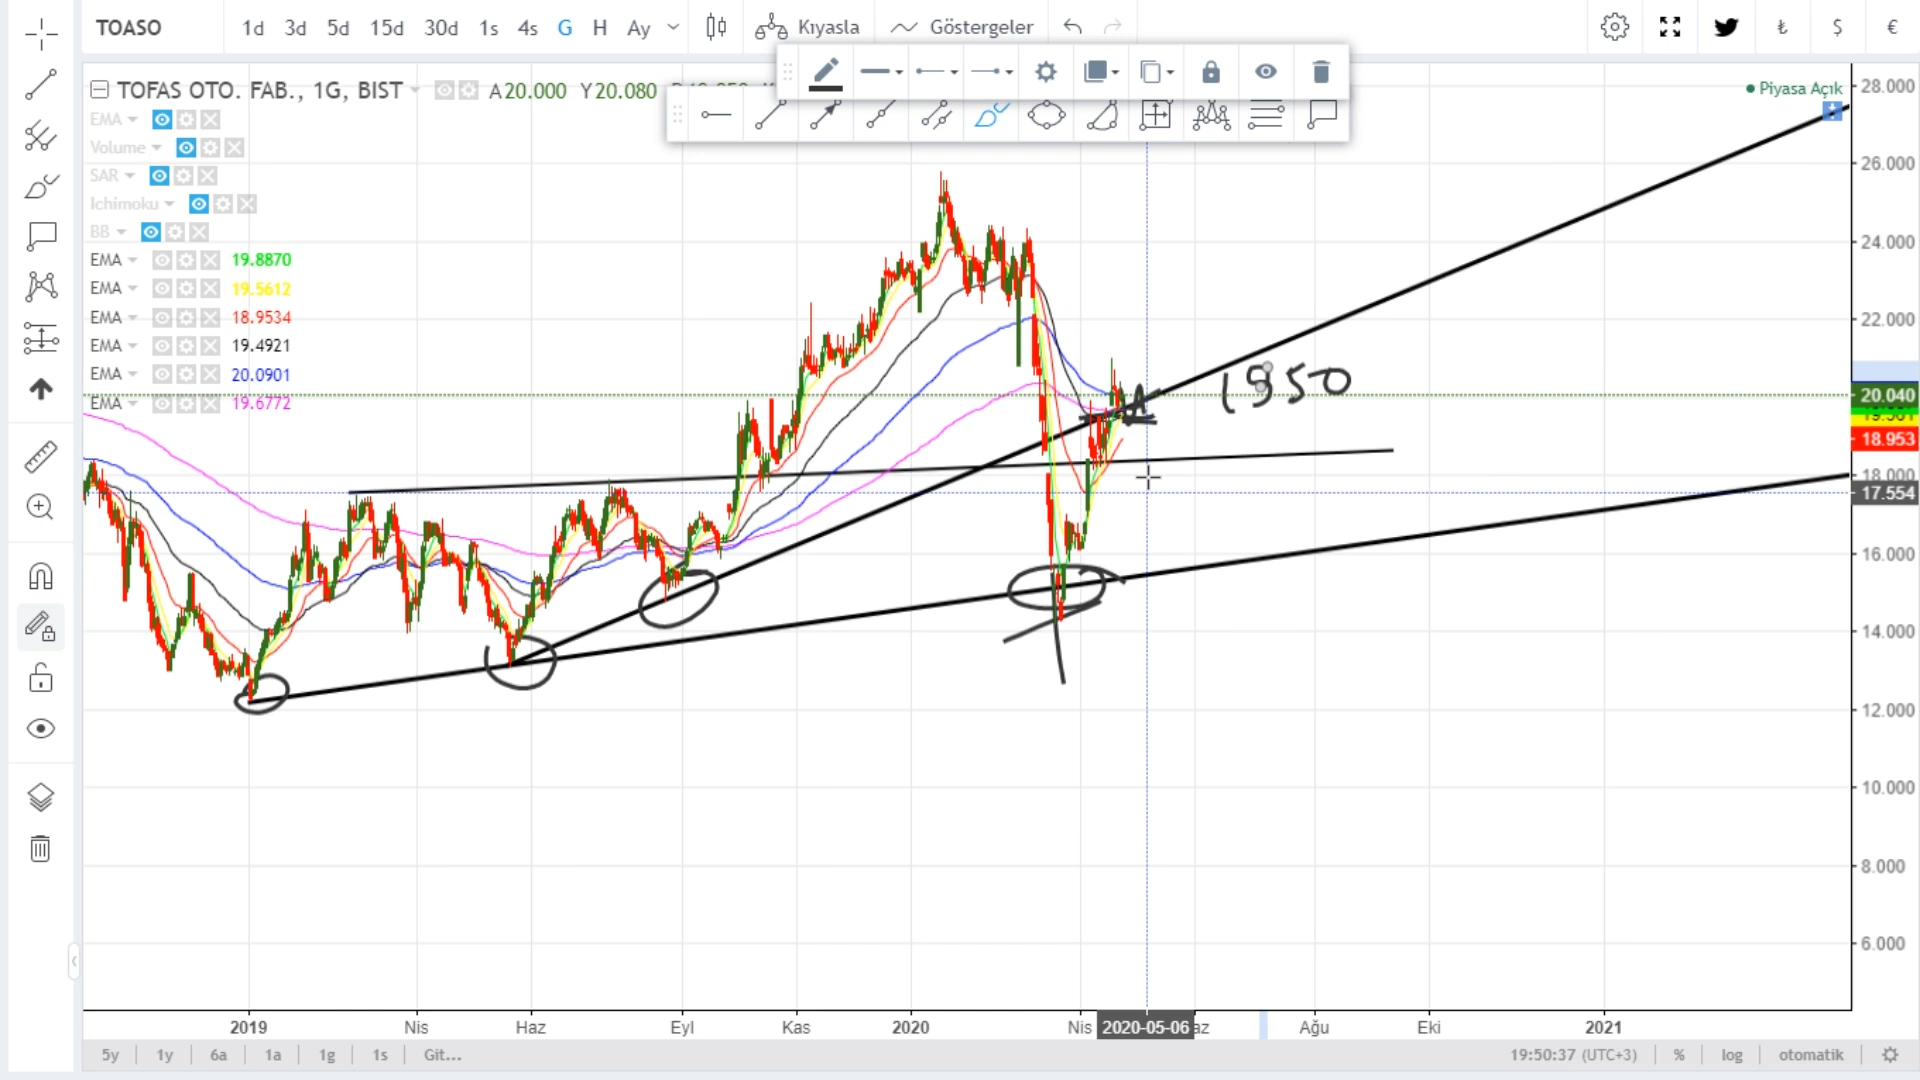 TOASO 1d 3d 5d 15d 30d 1s 4s G H Ay Kıyasla Göstergeler ₺ $ €
TOFAS OTO. FAB., 1G, BIST A20.000 Y20.080
Piyasa Açık
EMA
Volume
SAR
Ichimoku
BB
EMA 19.8870
EMA 19.5612
EMA 18.9534
EMA 19.4921
EMA 20.0901
EMA 19.6772
1950
28.000
26.000
24.000
22.000
20.040
18.953
18.000
17.554
16.000
14.000
12.000
10.000
8.000
6.000
2019 Nis Haz Eyl Kas 2020 Nis 2020-05-06 az Ağu Eki 2021
5y 1y 6a 1a 1g 1s Git... 19:50:37 (UTC+3) % log otomatik